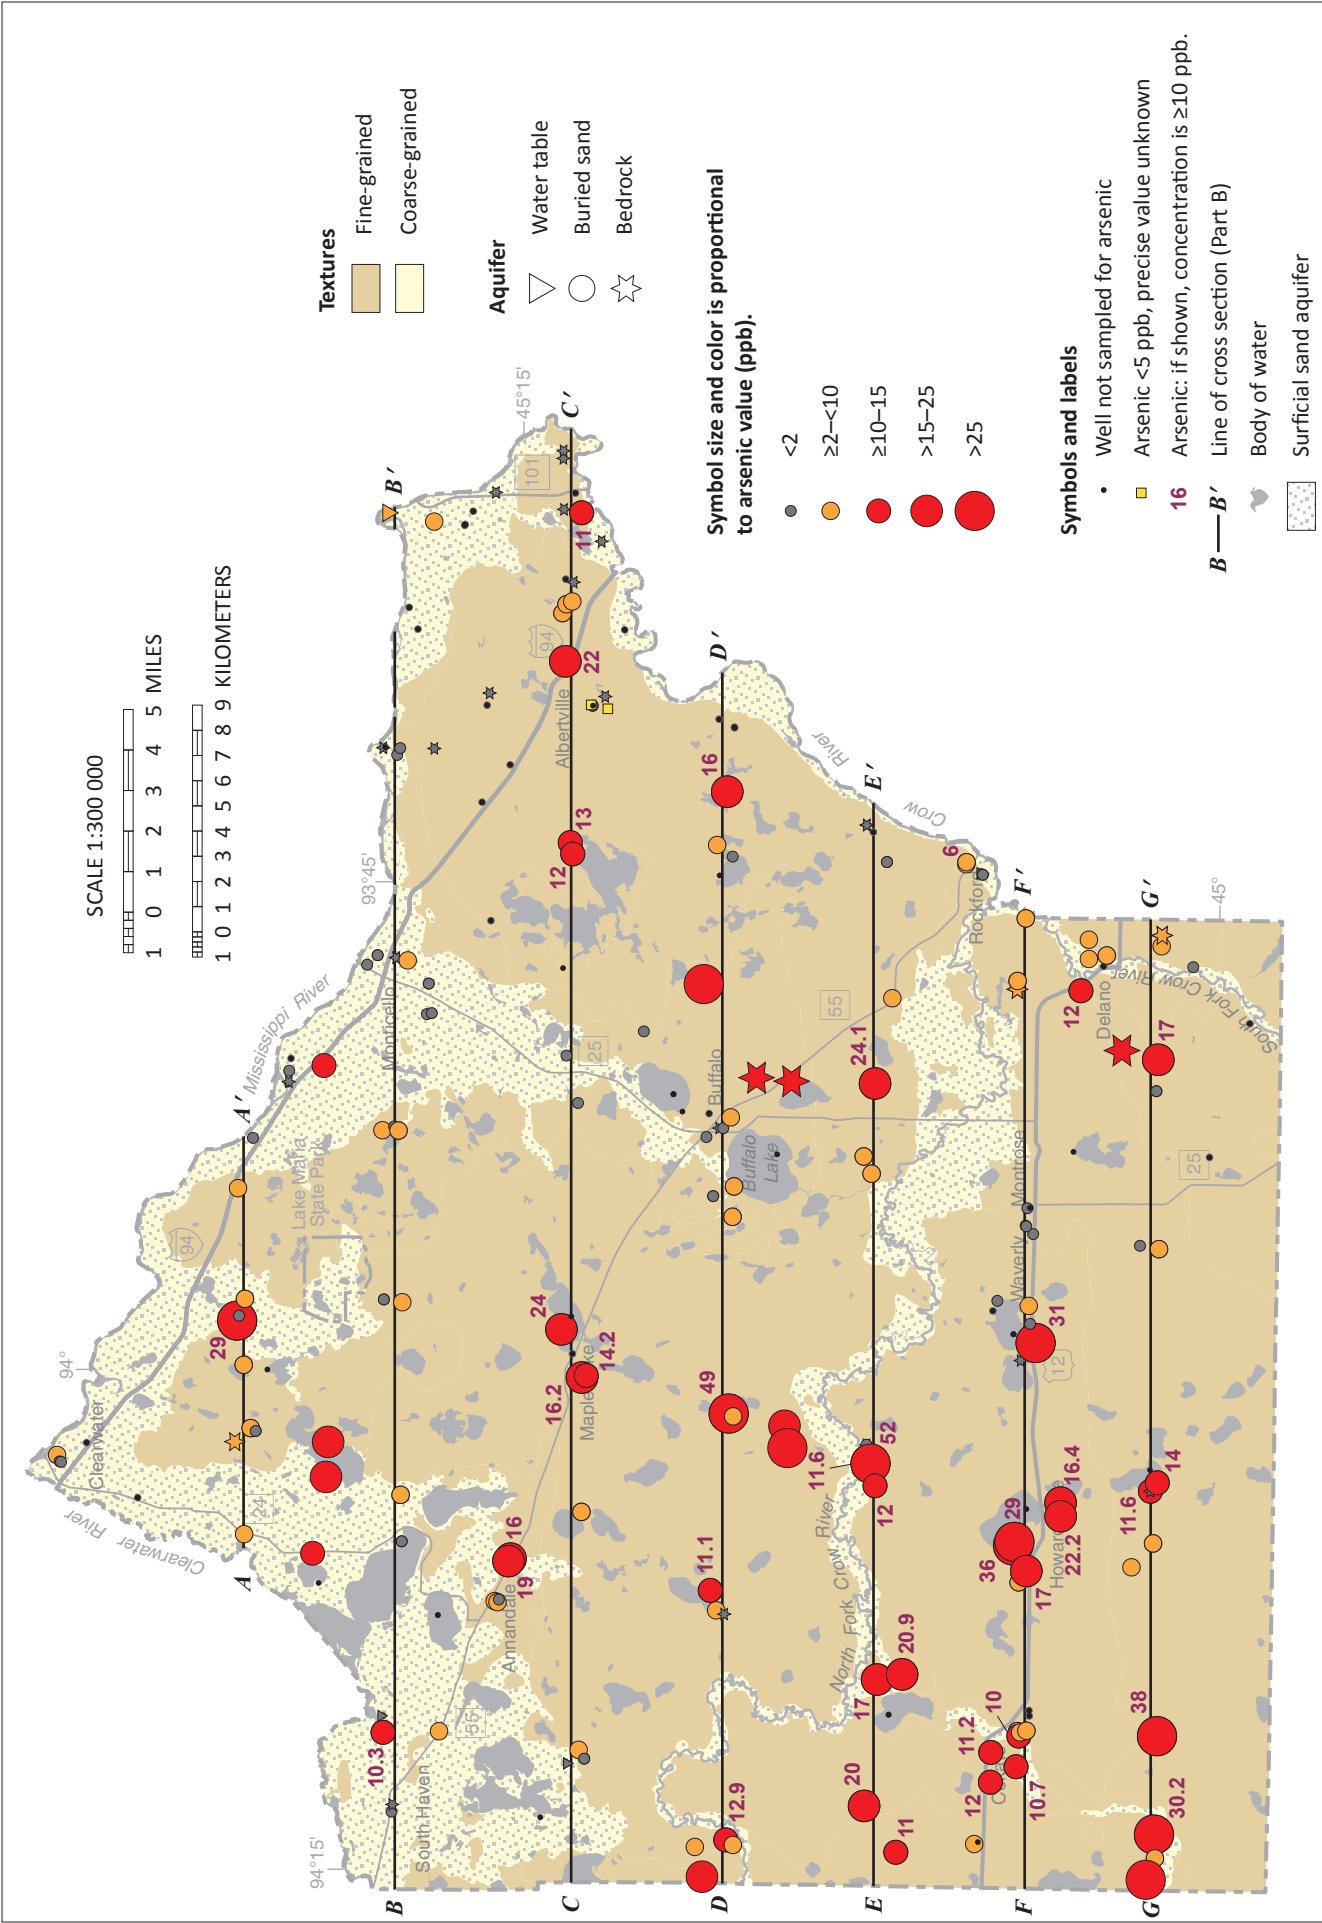 SCALE 1:300 000
1 0 1 2 3 4 5 MILES
1 0 1 2 3 4 5 6 7 8 9 KILOMETERS
Textures
Fine-grained
Coarse-grained
Aquifer
Water table
Buried sand
Bedrock
Symbol size and color is proportional
to arsenic value (ppb).
<2
≥2–<10
≥10–15
>15–25
>25
Symbols and labels
Well not sampled for arsenic
Arsenic <5 ppb, precise value unknown
16 Arsenic: if shown, concentration is ≥10 ppb.
B B′ Line of cross section (Part B)
Body of water
Surficial sand aquifer
94°15'
94°
93°45'
45°15'
45°
Clearwater
Clearwater River
Mississippi River
Lake Maria
State Park
94
24
A
A′
29
B
B′
10.3
South Haven
55
Monticello
Annandale
19
16
C
C′
16.2
14.2
24
Maple Lake
25
12
13
Albertville
22
94
11
101
D
D′
12.9
11.1
49
Buffalo
Buffalo
Lake
16
11.6
55
E
E′
20
11
17
20.9
North Fork Crow River
12
52
24.1
Crow
River
Rockford
6
F
F′
12
11.2
10
10.7
36
29
17
22.2
16.4
31
12
Waverly
Montrose
12
Delano
South Fork Crow River
G
G′
30.2
38
11.6
14
25
17